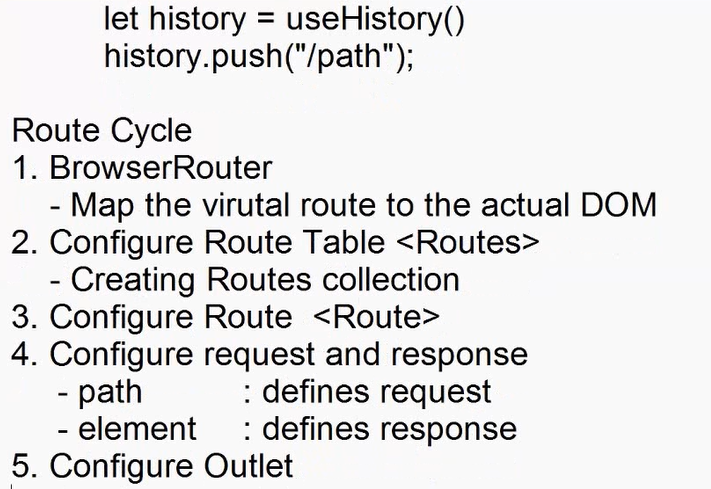 let history = useHistory()
history.push("/path");
Route Cycle
1. BrowserRouter
- Map the virutal route to the actual DOM
2. Configure Route Table <Routes>
- Creating Routes collection
3. Configure Route  <Route>
4. Configure request and response
- path : defines request
- element : defines response
5. Configure Outlet